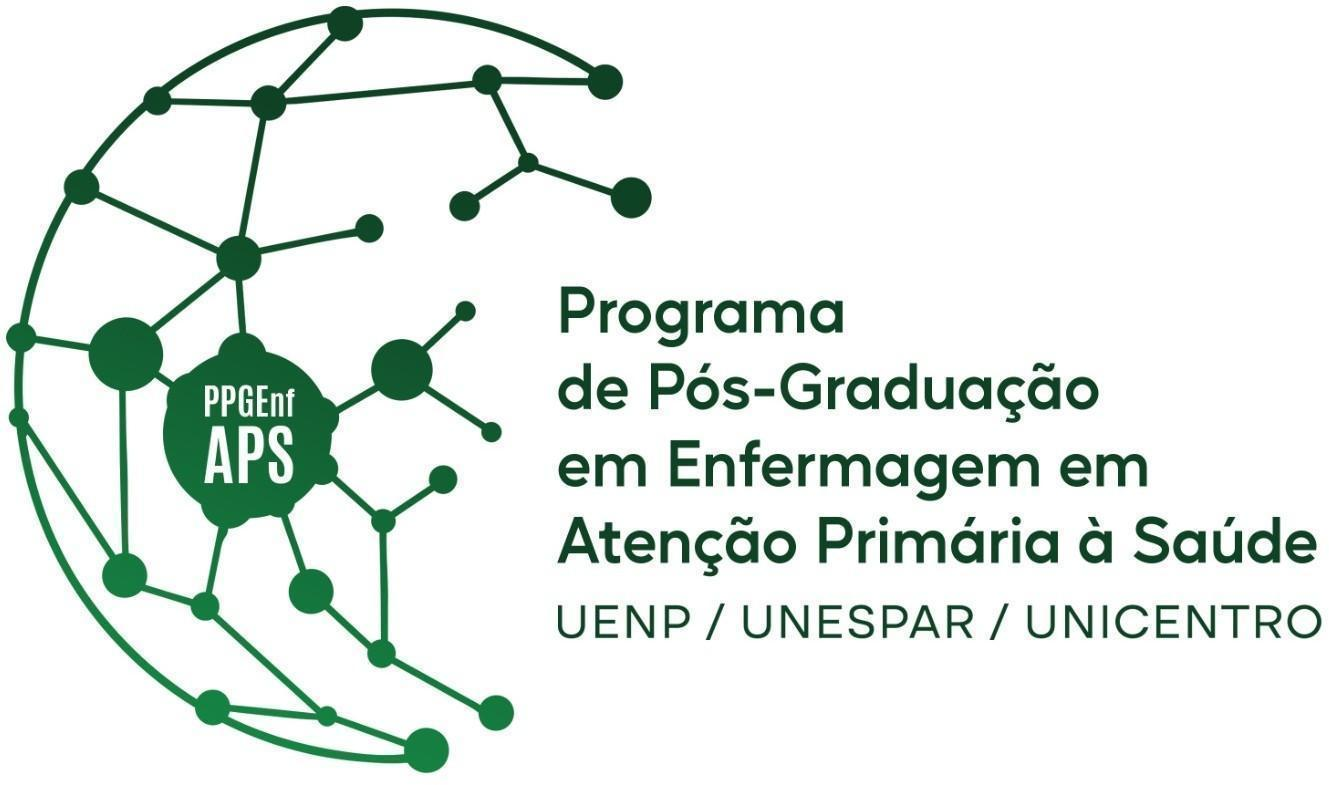 PPGEnf
APS
Programa
de Pós-Graduação
em Enfermagem em
Atenção Primária à Saúde
UENP / UNESPAR / UNICENTRO